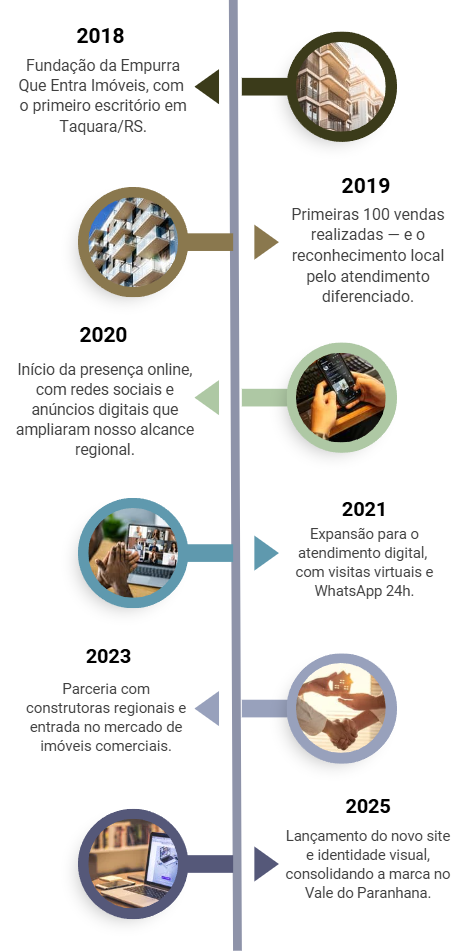 2018
Fundação da Empurra
Que Entra Imóveis, com
o primeiro escritório em
Taquara/RS.
2019
Primeiras 100 vendas
realizadas — e o
reconhecimento local
pelo atendimento
diferenciado.
2020
Início da presença online,
com redes sociais e
anúncios digitais que
ampliaram nosso alcance
regional.
2021
Expansão para o
atendimento digital,
com visitas virtuais e
WhatsApp 24h.
2023
Parceria com
construtoras regionais e
entrada no mercado de
imóveis comerciais.
2025
Lançamento do novo site
e identidade visual,
consolidando a marca no
Vale do Paranhana.